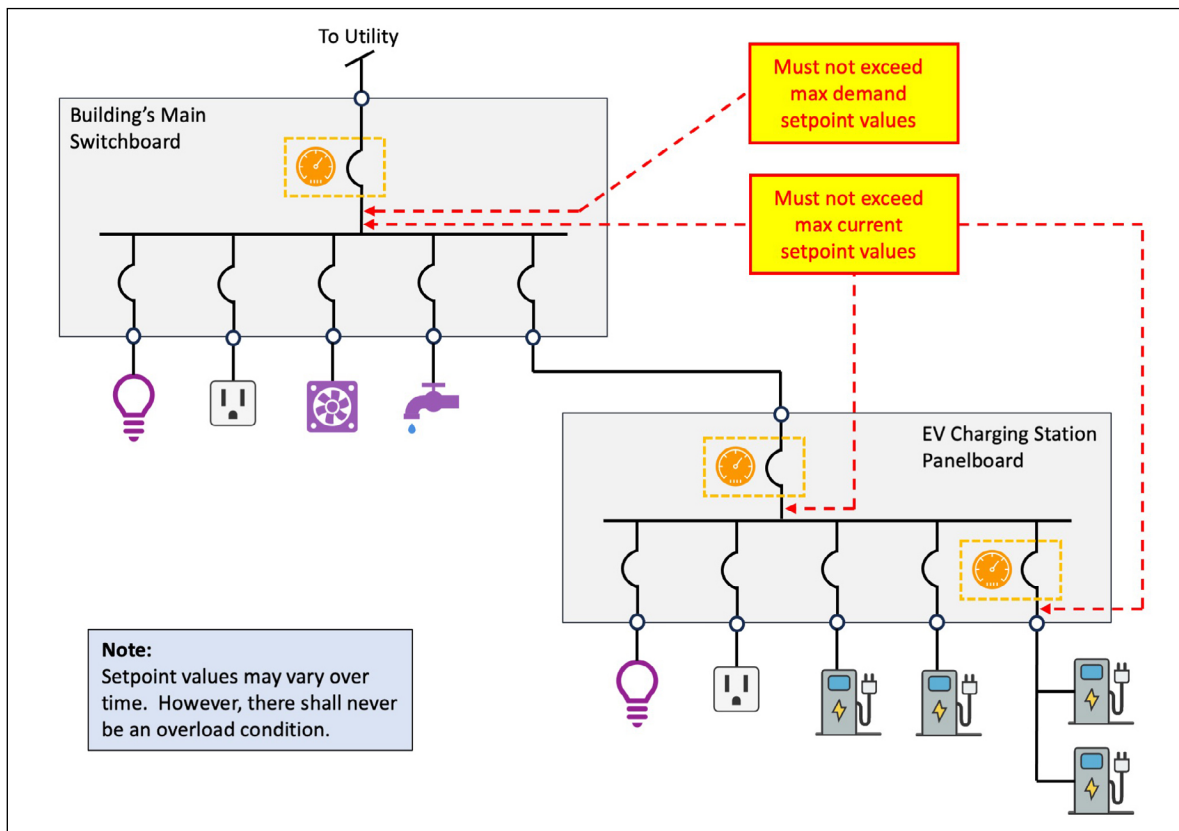 To Utility
Building's Main
Switchboard
Must not exceed
max demand
setpoint values
Must not exceed
max current
setpoint values
EV Charging Station
Panelboard
Note:
Setpoint values may vary over
time.  However, there shall never
be an overload condition.